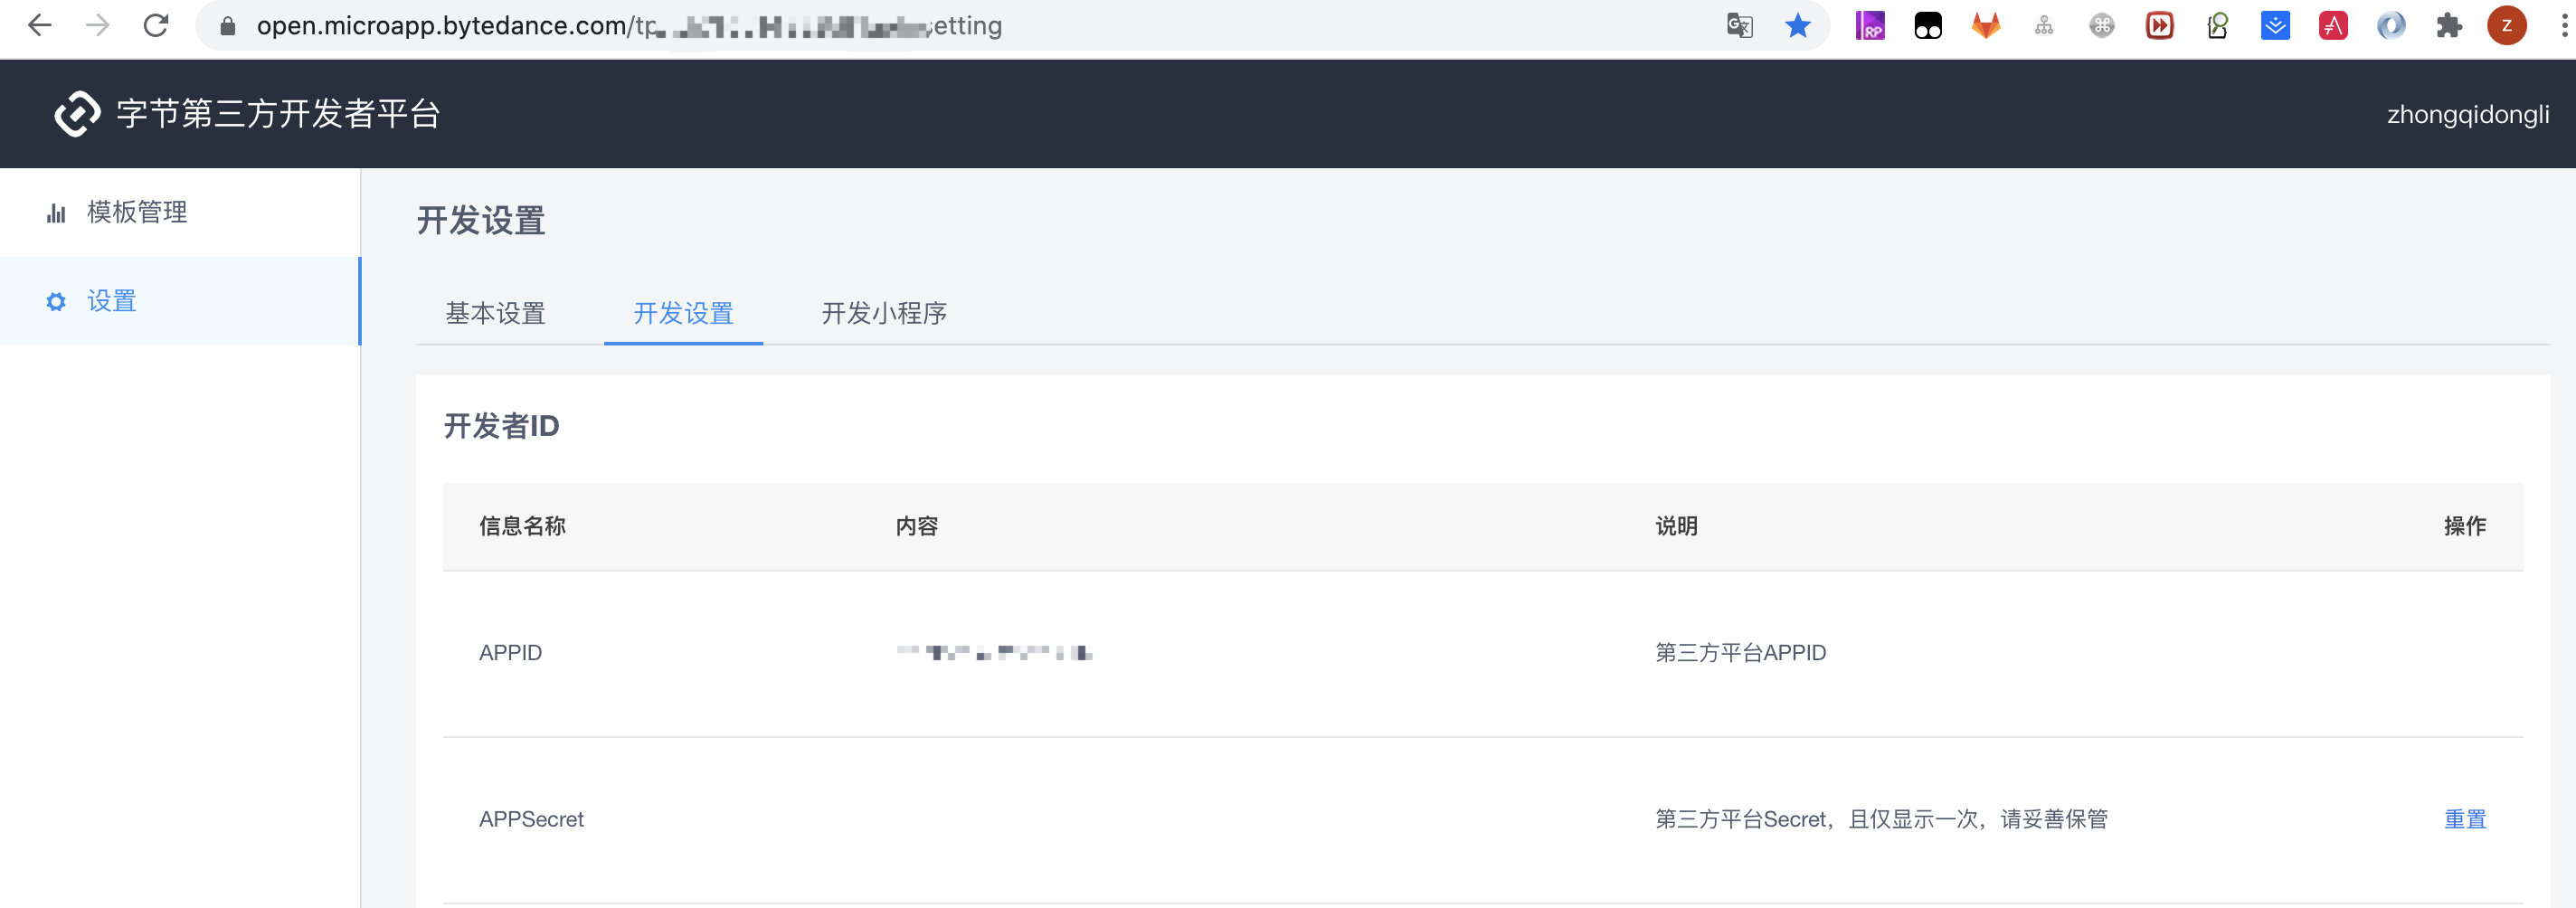 open.microapp.bytedance.com/tp setting
字节第三方开发者平台
zhongqidongli
模板管理
设置
开发设置
基本设置 开发设置 开发小程序
开发者ID
信息名称 内容 说明 操作
APPID 第三方平台APPID
APPSecret 第三方平台Secret，且仅显示一次，请妥善保管 重置